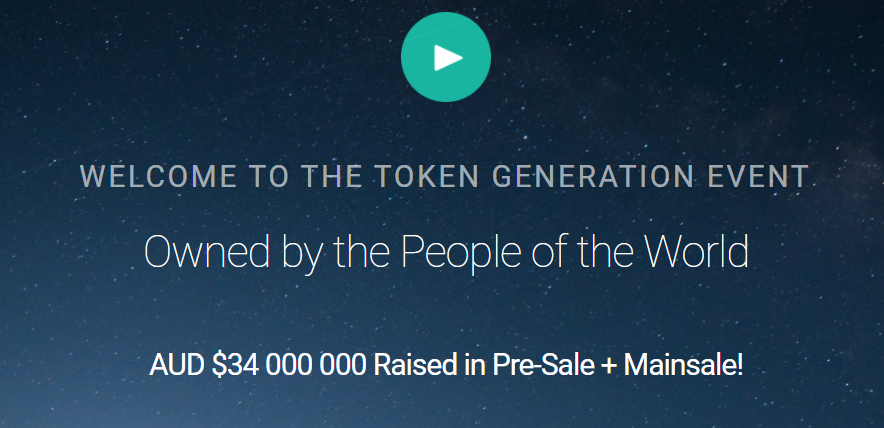 WELCOME TO THE TOKEN GENERATION EVENT
Owned by the People of the World
AUD $34 000 000 Raised in Pre-Sale + Mainsale!